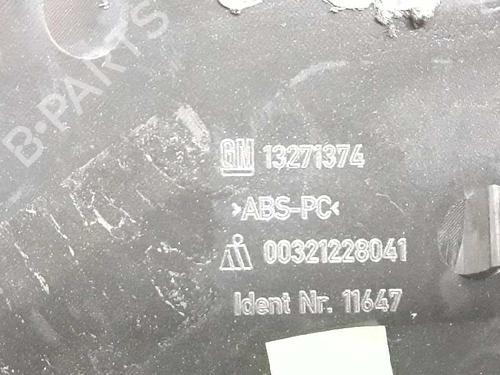 B-PARTS
GM 13271374
>ABS-PC<
00321228041
Ident Nr. 11647